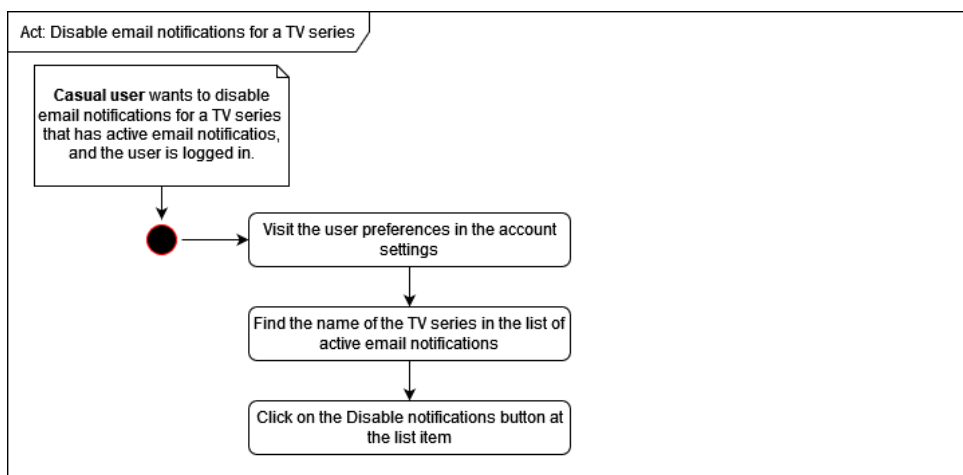 Act: Disable email notifications for a TV series
Casual user wants to disable
email notifications for a TV series
that has active email notificatios,
and the user is logged in.
Visit the user preferences in the account
settings
Find the name of the TV series in the list of
active email notifications
Click on the Disable notifications button at
the list item